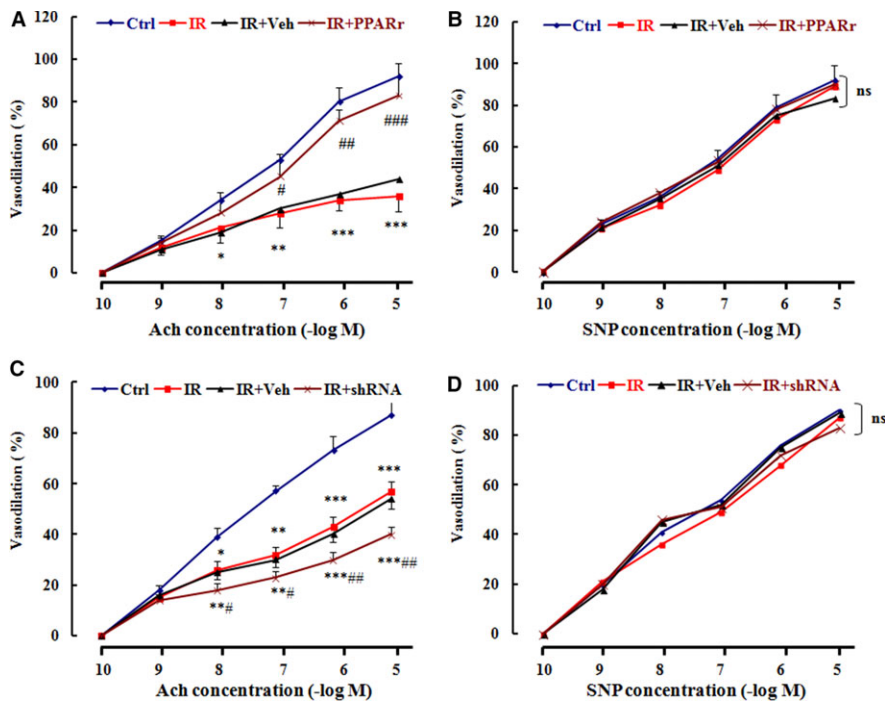 A
120
Ctrl IR IR+Veh IR+PPARr
100
80
60
40
20
0
Vasodilation ( %)
###
##
#
*
**
***
***
10 9 8 7 6 5
Ach concentration (-log M)
B
120
Ctrl IR IR+Veh IR+PPARr
100
80
60
40
20
0
Vasodilation ( %)
ns
10 9 8 7 6 5
SNP concentration (-log M)
C
100
Ctrl IR IR+Veh IR+shRNA
80
60
40
20
0
Vasodilation ( %)
***
***
**
*
***##
***##
**#
**#
10 9 8 7 6 5
Ach concentration (-log M)
D
100
Ctrl IR IR+Veh IR+shRNA
80
60
40
20
0
Vasodilation ( %)
ns
10 9 8 7 6 5
SNP concentration (-log M)